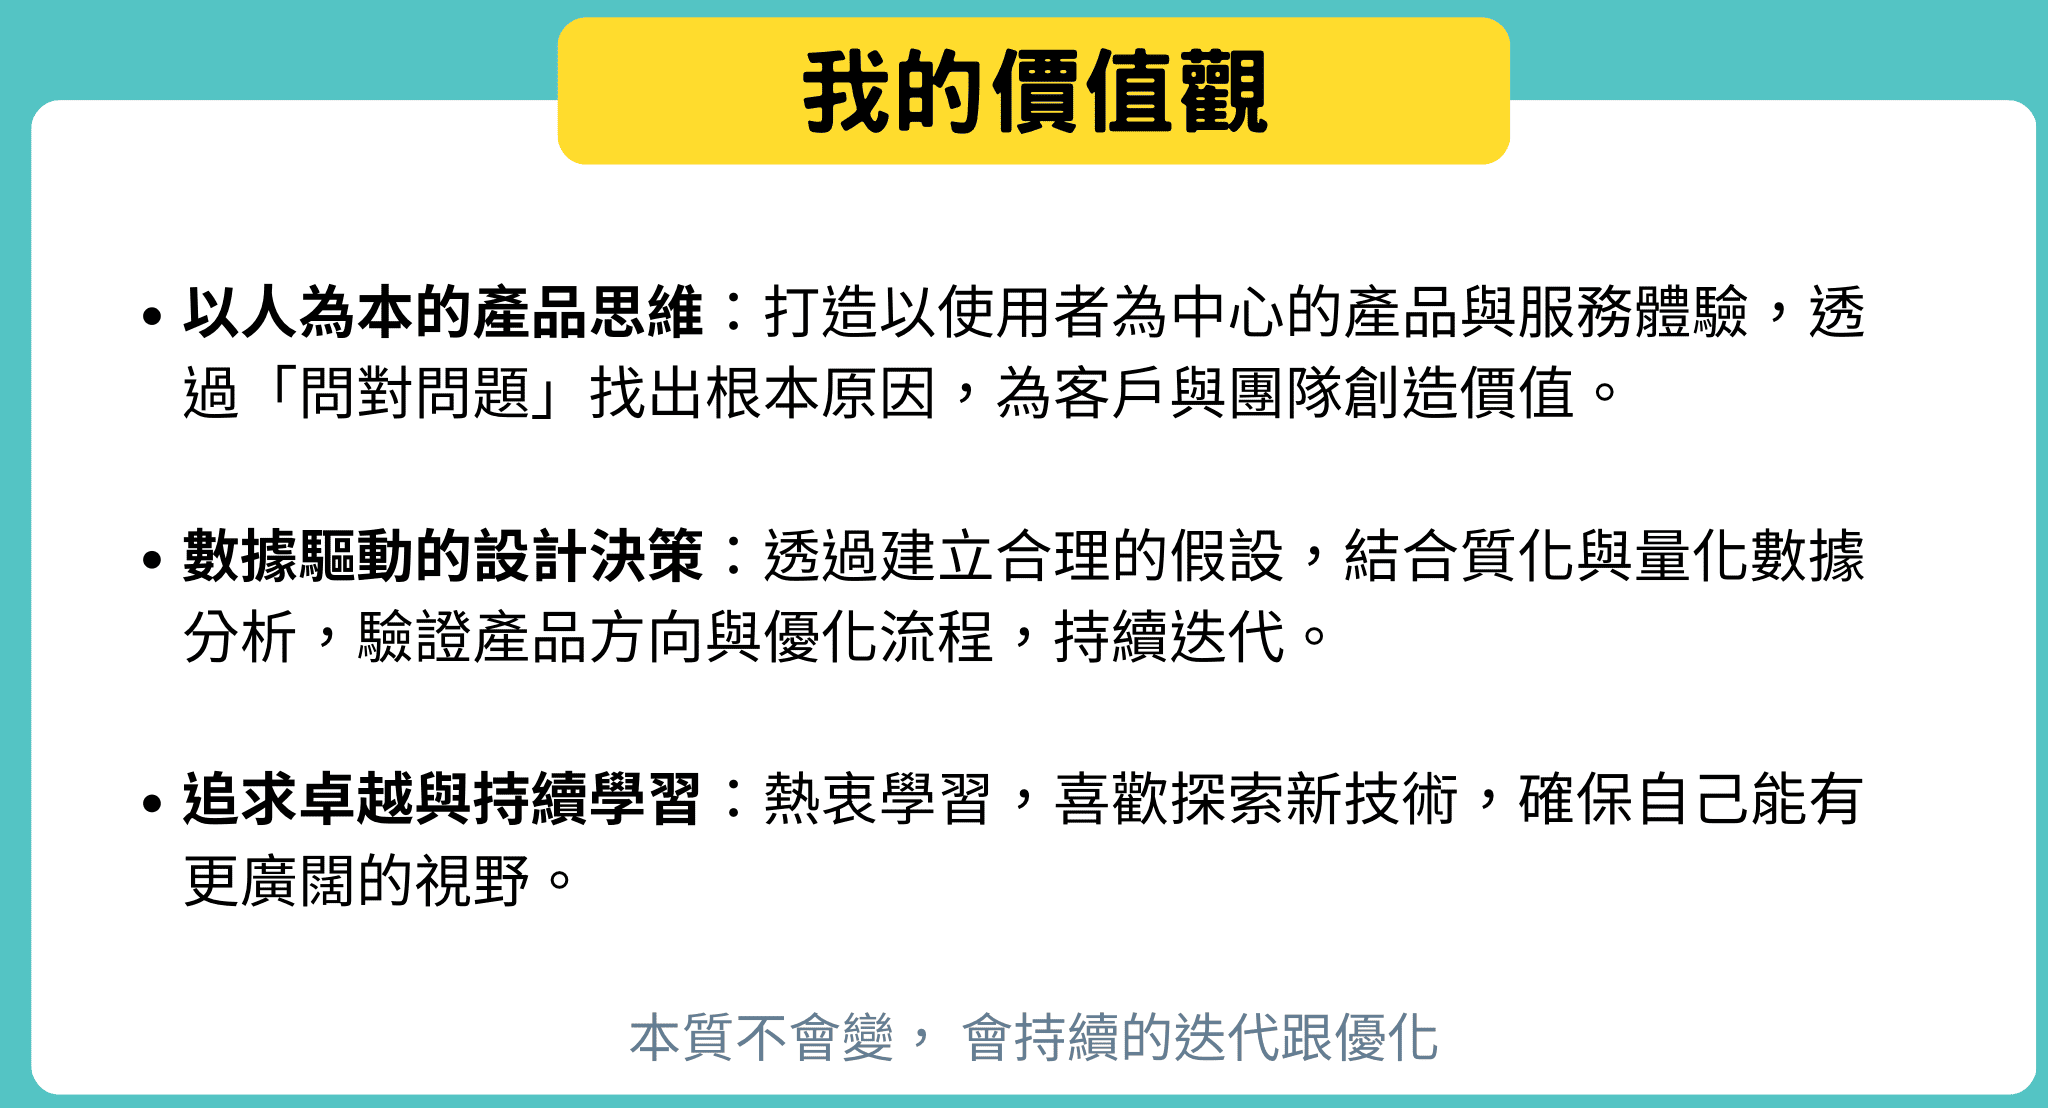 我的價值觀
• 以人為本的產品思維：打造以使用者為中心的產品與服務體驗，透
過「問對問題」找出根本原因，為客戶與團隊創造價值。
• 數據驅動的設計決策：透過建立合理的假設，結合質化與量化數據
分析，驗證產品方向與優化流程，持續迭代。
• 追求卓越與持續學習：熱衷學習，喜歡探索新技術，確保自己能有
更廣闊的視野。
本質不會變， 會持續的迭代跟優化